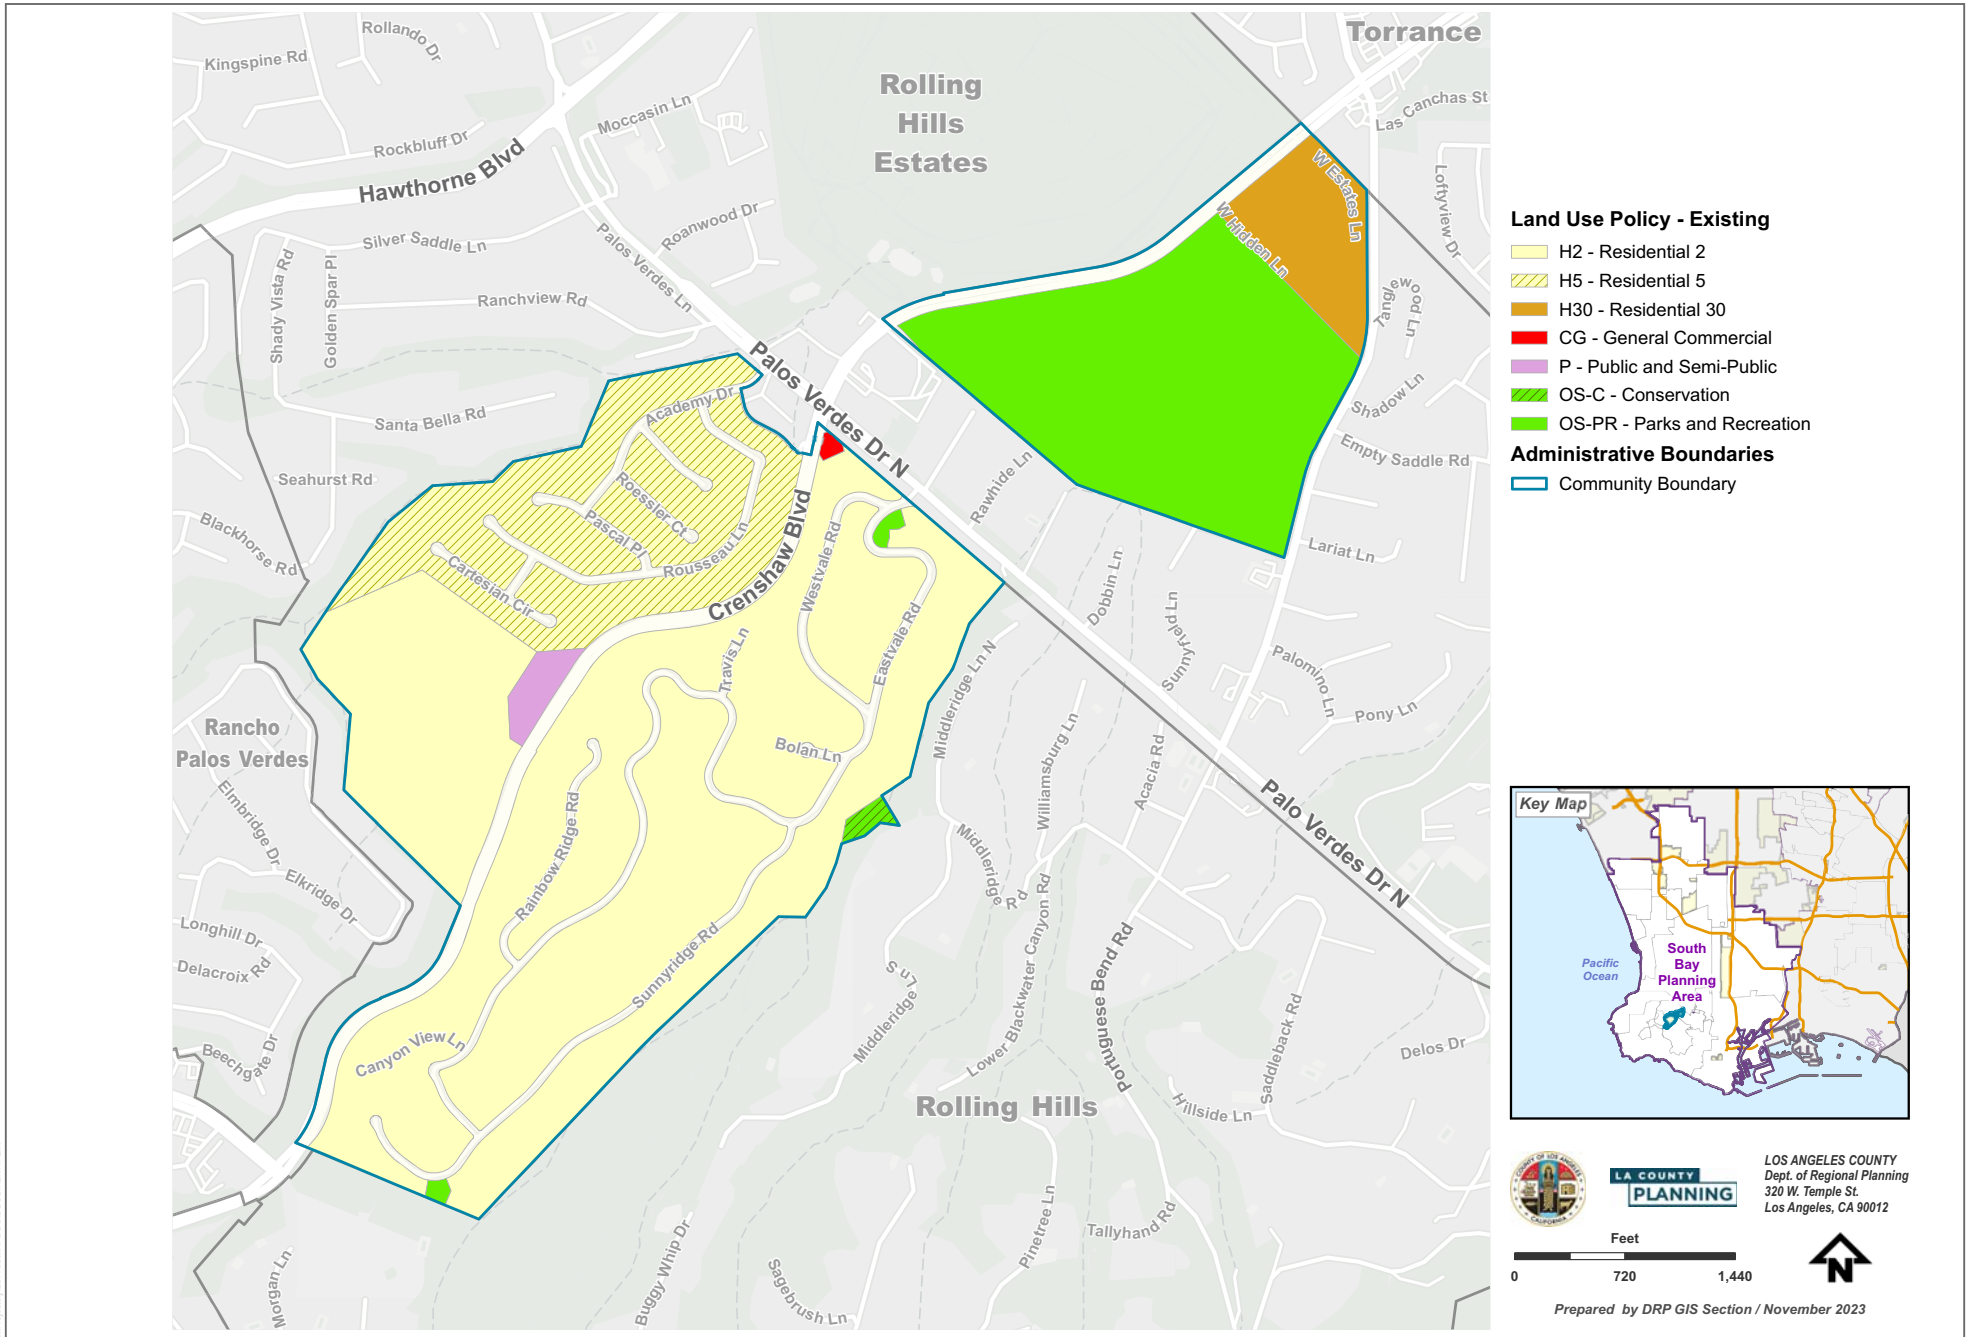 Torrance
Rolling
Hills
Estates
Rollando Dr
Kingspine Rd
Moccasin Ln
Rockbluff Dr
Hawthorne Blvd
Las Canchas St
Loftyview Dr
W Estates Ln
W Hidden Ln
Roanwood Dr
Palos Verdes Ln
Silver Saddle Ln
Shady Vista Rd
Golden Spar Pl
Ranchview Rd
Tanglewood Ln
Palos Verdes Dr N
Academy Dr
Santa Bella Rd
Shadow Ln
Empty Saddle Rd
Seahurst Rd
Roessler Ct
Rawhide Ln
Blackhorse Rd
Pascal Pl
Rousseau Ln
Crenshaw Blvd
Westvale Rd
Lariat Ln
Cartesian Cir
Dobbin Ln
Sunnyfield Ln
Eastvale Rd
Travis Ln
Middleridge Ln N
Palomino Ln
Pony Ln
Rancho
Palos Verdes
Bolan Ln
Williamsburg Ln
Acacia Rd
Palo Verdes Dr N
Elmbridge Dr
Rainbow Ridge Rd
Middleridge Rd
Elkridge Dr
Longhill Dr
Delacroix Rd
Sunnyridge Rd
Middleridge Ln S
Lower Blackwater Canyon Rd
Portuguese Bend Rd
Saddleback Rd
Beechgate Dr
Canyon View Ln
Delos Dr
Rolling Hills
Hillside Ln
Morgan Ln
Buggy Whip Dr
Sagebrush Ln
Pinetree Ln
Tallyhand Rd
Land Use Policy - Existing
H2 - Residential 2
H5 - Residential 5
H30 - Residential 30
CG - General Commercial
P - Public and Semi-Public
OS-C - Conservation
OS-PR - Parks and Recreation
Administrative Boundaries
Community Boundary
Key Map
Pacific
Ocean
South
Bay
Planning
Area
COUNTY OF LOS ANGELES
CALIFORNIA
LA COUNTY
PLANNING
LOS ANGELES COUNTY
Dept. of Regional Planning
320 W. Temple St.
Los Angeles, CA 90012
Feet
0 720 1,440
N
Prepared by DRP GIS Section / November 2023